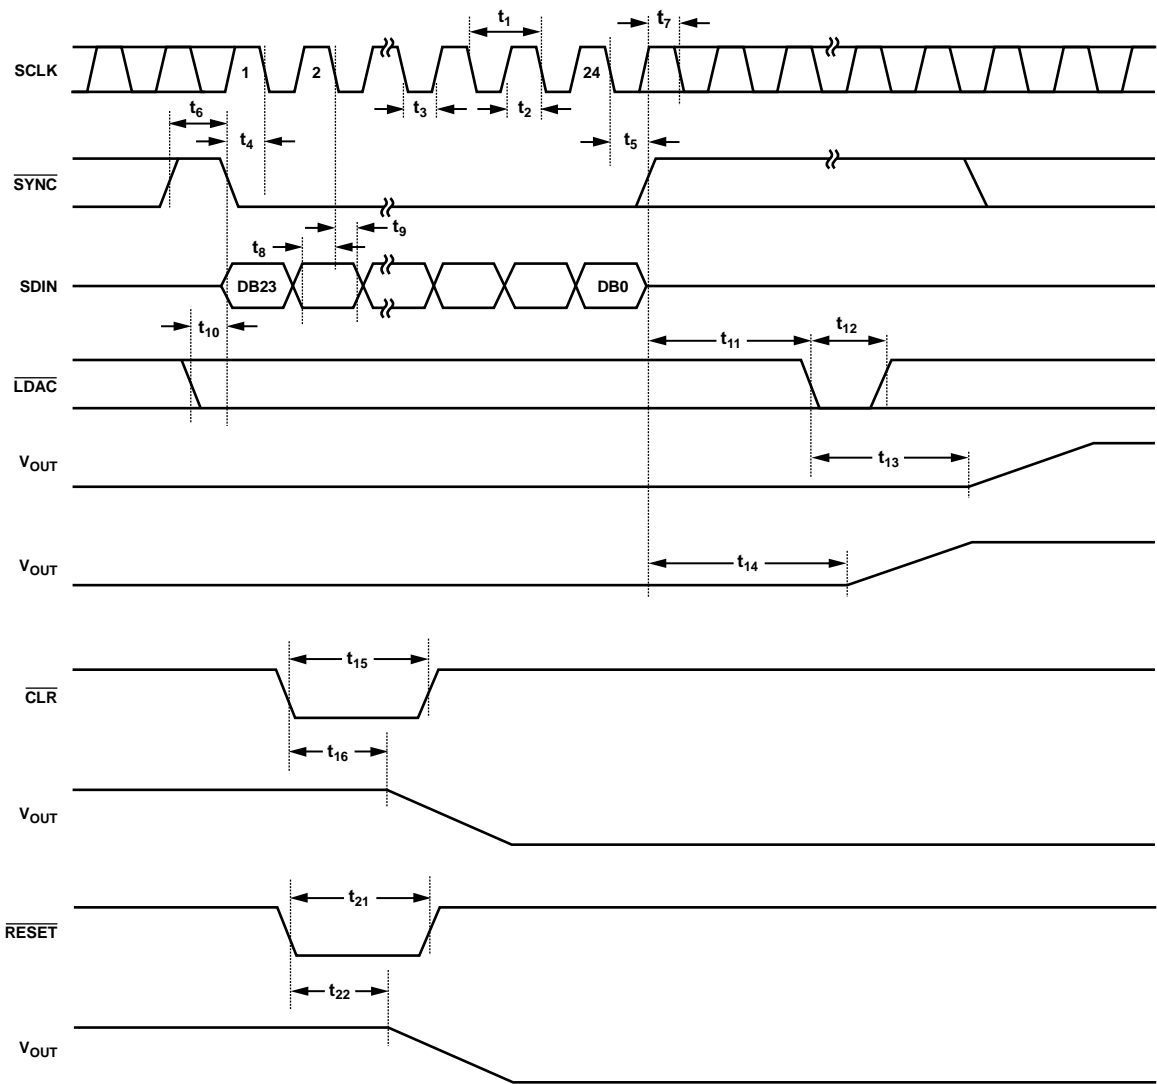 t1
t7
SCLK
1
2
24
t3
t2
t6
t4
t5
SYNC
t9
t8
SDIN
DB23
DB0
t10
t11
t12
LDAC
VOUT
t13
VOUT
t14
t15
CLR
t16
VOUT
t21
RESET
t22
VOUT